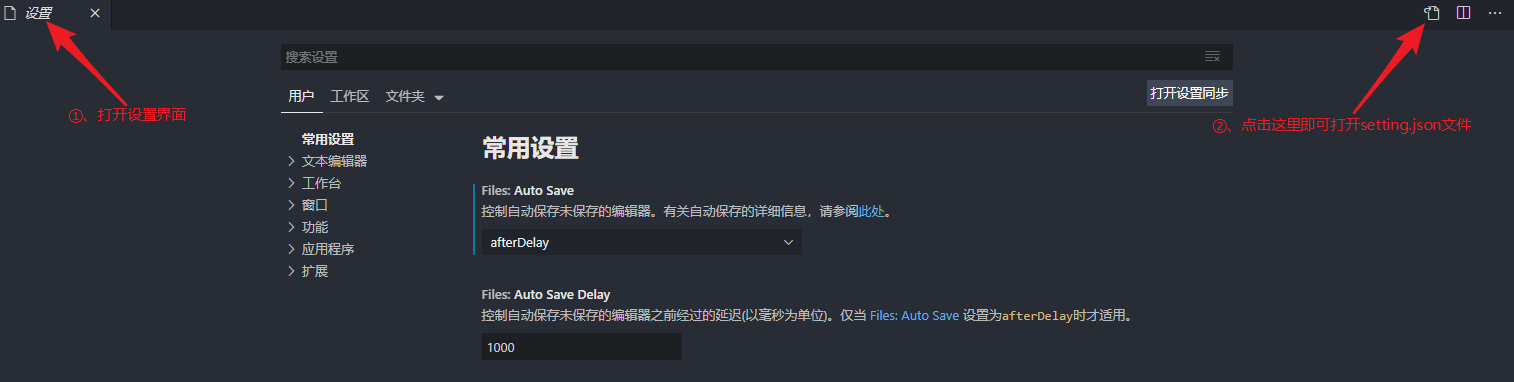 设置
搜索设置
用户 工作区 文件夹
打开设置同步
①、打开设置界面
②、点击这里即可打开setting.json文件
常用设置
文本编辑器
工作台
窗口
功能
应用程序
扩展
常用设置
Files: Auto Save
控制自动保存未保存的编辑器。有关自动保存的详细信息，请参阅此处。
afterDelay
Files: Auto Save Delay
控制自动保存未保存的编辑器之前经过的延迟(以毫秒为单位)。仅当 Files: Auto Save 设置为afterDelay时才适用。
1000